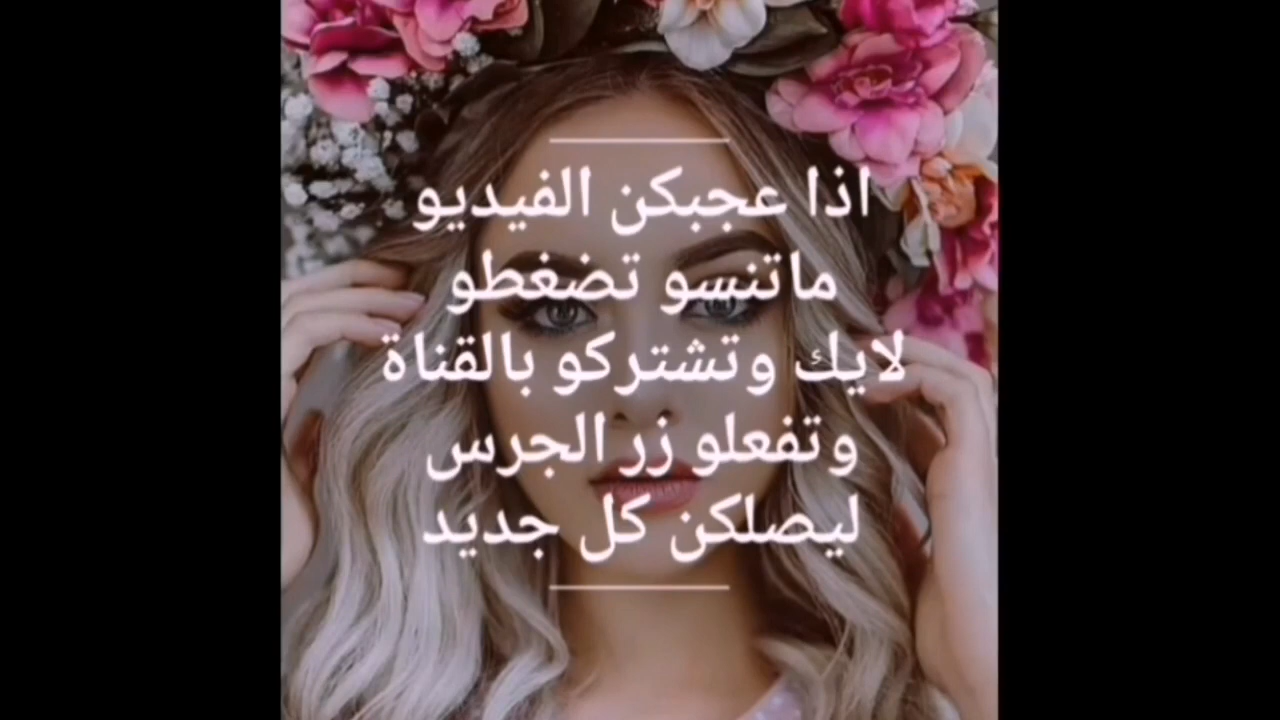 اذا عجبكن الفيديو
ماتنسو تضغطو
لايك وتشتركو بالقناة
وتفعلو زر الجرس
ليصلكن كل جديد